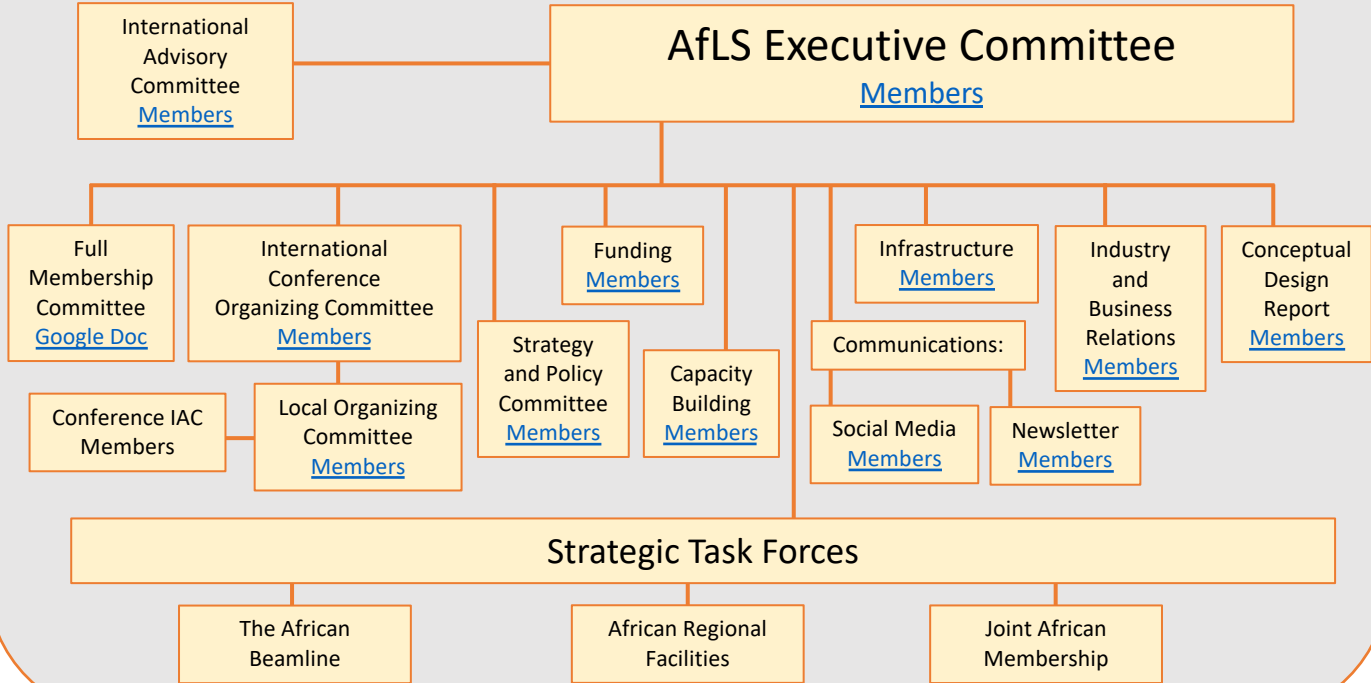 International
Advisory
Committee
Members
AfLS Executive Committee
Members
Full
Membership
Committee
Google Doc
International
Conference
Organizing Committee
Members
Funding
Members
Infrastructure
Members
Industry
and
Business
Relations
Members
Conceptual
Design
Report
Members
Strategy
and Policy
Committee
Members
Capacity
Building
Members
Communications:
Conference IAC
Members
Local Organizing
Committee
Members
Social Media
Members
Newsletter
Members
Strategic Task Forces
The African
Beamline
African Regional
Facilities
Joint African
Membership